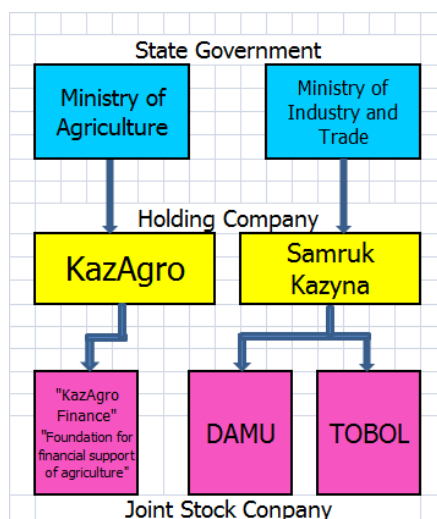 State Government
Ministry of
Agriculture
Ministry of
Industry and
Trade
Holding Company
KazAgro
Samruk
Kazyna
"KazAgro
Finance"
"Foundation for
financial support
of agriculture"
DAMU
TOBOL
Joint Stock Conpany